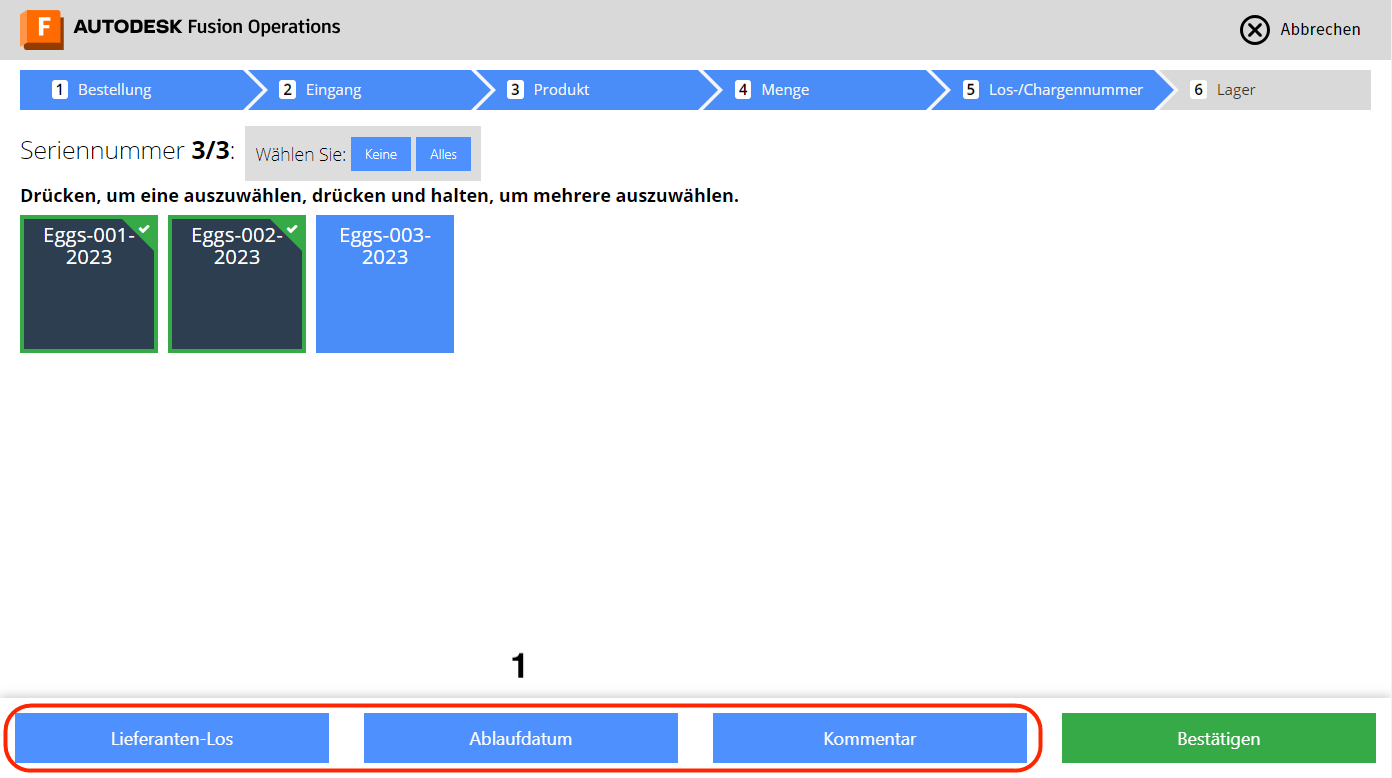 F AUTODESK Fusion Operations
Abbrechen
1 Bestellung
2 Eingang
3 Produkt
4 Menge
5 Los-/Chargennummer
6 Lager
Seriennummer 3/3:
Wählen Sie: Keine Alles
Drücken, um eine auszuwählen, drücken und halten, um mehrere auszuwählen.
Eggs-001-
2023
Eggs-002-
2023
Eggs-003-
2023
1
Lieferanten-Los
Ablaufdatum
Kommentar
Bestätigen